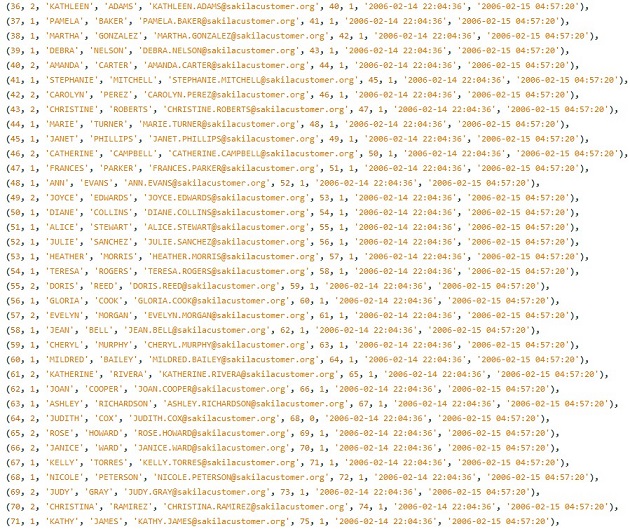 (36, 2, 'KATHLEEN', 'ADAMS', 'KATHLEEN.ADAMS@sakilacustomer.org', 40, 1, '2006-02-14 22:04:36', '2006-02-15 04:57:20'),
(37, 1, 'PAMELA', 'BAKER', 'PAMELA.BAKER@sakilacustomer.org', 41, 1, '2006-02-14 22:04:36', '2006-02-15 04:57:20'),
(38, 1, 'MARTHA', 'GONZALEZ', 'MARTHA.GONZALEZ@sakilacustomer.org', 42, 1, '2006-02-14 22:04:36', '2006-02-15 04:57:20'),
(39, 1, 'DEBRA', 'NELSON', 'DEBRA.NELSON@sakilacustomer.org', 43, 1, '2006-02-14 22:04:36', '2006-02-15 04:57:20'),
(40, 2, 'AMANDA', 'CARTER', 'AMANDA.CARTER@sakilacustomer.org', 44, 1, '2006-02-14 22:04:36', '2006-02-15 04:57:20'),
(41, 1, 'STEPHANIE', 'MITCHELL', 'STEPHANIE.MITCHELL@sakilacustomer.org', 45, 1, '2006-02-14 22:04:36', '2006-02-15 04:57:20'),
(42, 2, 'CAROLYN', 'PEREZ', 'CAROLYN.PEREZ@sakilacustomer.org', 46, 1, '2006-02-14 22:04:36', '2006-02-15 04:57:20'),
(43, 2, 'CHRISTINE', 'ROBERTS', 'CHRISTINE.ROBERTS@sakilacustomer.org', 47, 1, '2006-02-14 22:04:36', '2006-02-15 04:57:20'),
(44, 1, 'MARIE', 'TURNER', 'MARIE.TURNER@sakilacustomer.org', 48, 1, '2006-02-14 22:04:36', '2006-02-15 04:57:20'),
(45, 1, 'JANET', 'PHILLIPS', 'JANET.PHILLIPS@sakilacustomer.org', 49, 1, '2006-02-14 22:04:36', '2006-02-15 04:57:20'),
(46, 2, 'CATHERINE', 'CAMPBELL', 'CATHERINE.CAMPBELL@sakilacustomer.org', 50, 1, '2006-02-14 22:04:36', '2006-02-15 04:57:20'),
(47, 1, 'FRANCES', 'PARKER', 'FRANCES.PARKER@sakilacustomer.org', 51, 1, '2006-02-14 22:04:36', '2006-02-15 04:57:20'),
(48, 1, 'ANN', 'EVANS', 'ANN.EVANS@sakilacustomer.org', 52, 1, '2006-02-14 22:04:36', '2006-02-15 04:57:20'),
(49, 2, 'JOYCE', 'EDWARDS', 'JOYCE.EDWARDS@sakilacustomer.org', 53, 1, '2006-02-14 22:04:36', '2006-02-15 04:57:20'),
(50, 1, 'DIANE', 'COLLINS', 'DIANE.COLLINS@sakilacustomer.org', 54, 1, '2006-02-14 22:04:36', '2006-02-15 04:57:20'),
(51, 1, 'ALICE', 'STEWART', 'ALICE.STEWART@sakilacustomer.org', 55, 1, '2006-02-14 22:04:36', '2006-02-15 04:57:20'),
(52, 1, 'JULIE', 'SANCHEZ', 'JULIE.SANCHEZ@sakilacustomer.org', 56, 1, '2006-02-14 22:04:36', '2006-02-15 04:57:20'),
(53, 1, 'HEATHER', 'MORRIS', 'HEATHER.MORRIS@sakilacustomer.org', 57, 1, '2006-02-14 22:04:36', '2006-02-15 04:57:20'),
(54, 1, 'TERESA', 'ROGERS', 'TERESA.ROGERS@sakilacustomer.org', 58, 1, '2006-02-14 22:04:36', '2006-02-15 04:57:20'),
(55, 2, 'DORIS', 'REED', 'DORIS.REED@sakilacustomer.org', 59, 1, '2006-02-14 22:04:36', '2006-02-15 04:57:20'),
(56, 1, 'GLORIA', 'COOK', 'GLORIA.COOK@sakilacustomer.org', 60, 1, '2006-02-14 22:04:36', '2006-02-15 04:57:20'),
(57, 2, 'EVELYN', 'MORGAN', 'EVELYN.MORGAN@sakilacustomer.org', 61, 1, '2006-02-14 22:04:36', '2006-02-15 04:57:20'),
(58, 1, 'JEAN', 'BELL', 'JEAN.BELL@sakilacustomer.org', 62, 1, '2006-02-14 22:04:36', '2006-02-15 04:57:20'),
(59, 1, 'CHERYL', 'MURPHY', 'CHERYL.MURPHY@sakilacustomer.org', 63, 1, '2006-02-14 22:04:36', '2006-02-15 04:57:20'),
(60, 1, 'MILDRED', 'BAILEY', 'MILDRED.BAILEY@sakilacustomer.org', 64, 1, '2006-02-14 22:04:36', '2006-02-15 04:57:20'),
(61, 2, 'KATHERINE', 'RIVERA', 'KATHERINE.RIVERA@sakilacustomer.org', 65, 1, '2006-02-14 22:04:36', '2006-02-15 04:57:20'),
(62, 1, 'JOAN', 'COOPER', 'JOAN.COOPER@sakilacustomer.org', 66, 1, '2006-02-14 22:04:36', '2006-02-15 04:57:20'),
(63, 1, 'ASHLEY', 'RICHARDSON', 'ASHLEY.RICHARDSON@sakilacustomer.org', 67, 1, '2006-02-14 22:04:36', '2006-02-15 04:57:20'),
(64, 2, 'JUDITH', 'COX', 'JUDITH.COX@sakilacustomer.org', 68, 0, '2006-02-14 22:04:36', '2006-02-15 04:57:20'),
(65, 2, 'ROSE', 'HOWARD', 'ROSE.HOWARD@sakilacustomer.org', 69, 1, '2006-02-14 22:04:36', '2006-02-15 04:57:20'),
(66, 2, 'JANICE', 'WARD', 'JANICE.WARD@sakilacustomer.org', 70, 1, '2006-02-14 22:04:36', '2006-02-15 04:57:20'),
(67, 1, 'KELLY', 'TORRES', 'KELLY.TORRES@sakilacustomer.org', 71, 1, '2006-02-14 22:04:36', '2006-02-15 04:57:20'),
(68, 1, 'NICOLE', 'PETERSON', 'NICOLE.PETERSON@sakilacustomer.org', 72, 1, '2006-02-14 22:04:36', '2006-02-15 04:57:20'),
(69, 2, 'JUDY', 'GRAY', 'JUDY.GRAY@sakilacustomer.org', 73, 1, '2006-02-14 22:04:36', '2006-02-15 04:57:20'),
(70, 2, 'CHRISTINA', 'RAMIREZ', 'CHRISTINA.RAMIREZ@sakilacustomer.org', 74, 1, '2006-02-14 22:04:36', '2006-02-15 04:57:20'),
(71, 1, 'KATHY', 'JAMES', 'KATHY.JAMES@sakilacustomer.org', 75, 1, '2006-02-14 22:04:36', '2006-02-15 04:57:20'),